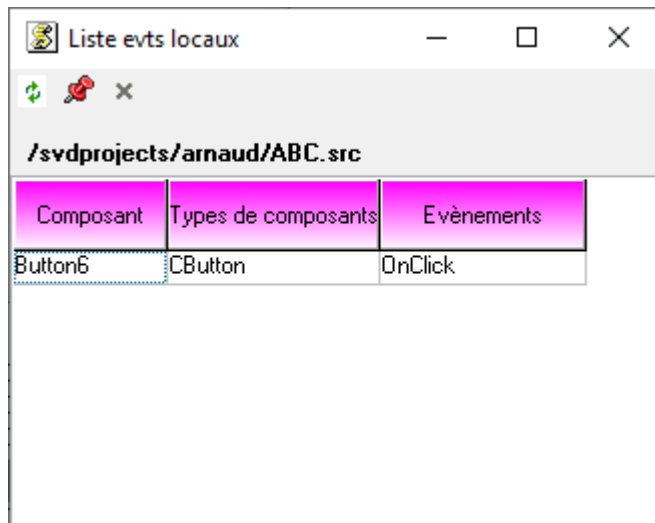 Liste evts locaux
/svdprojects/arnaud/ABC.src
Composant Types de composants Evènements
Button6 CButton OnClick